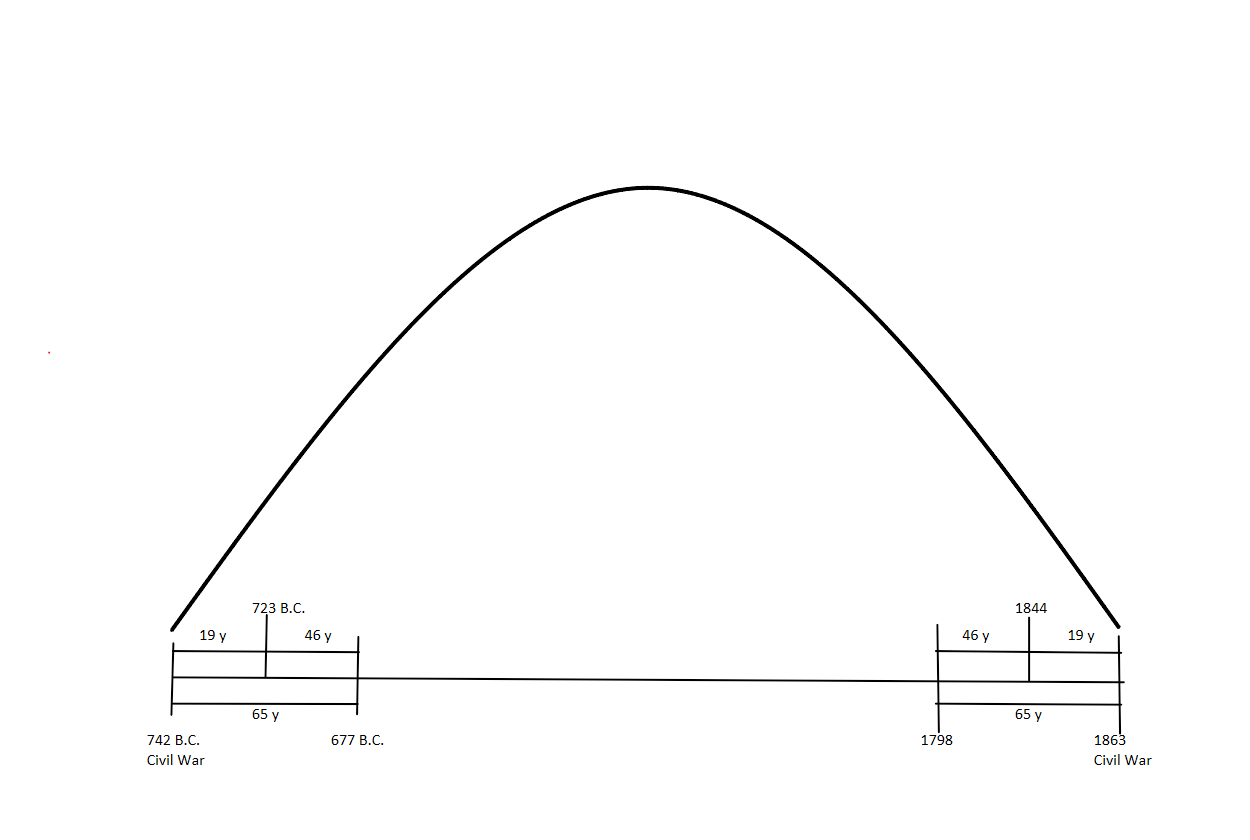 723 B.C.
1844
19 y
46 y
46 y
19 y
65 y
65 y
742 B.C.
Civil War
677 B.C.
1798
1863
Civil War